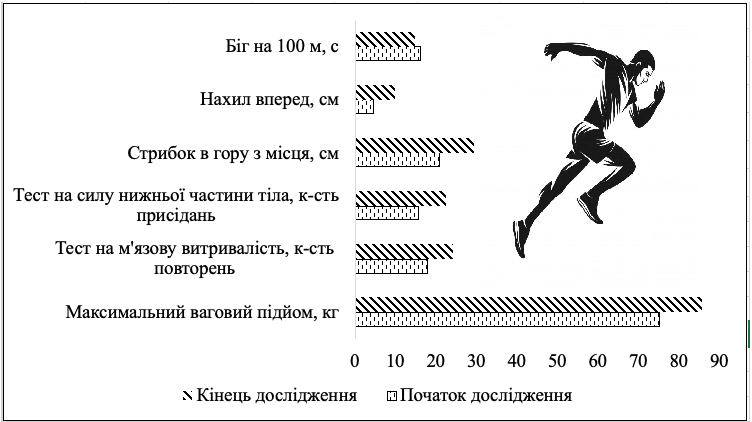 Біг на 100 м, с
Нахил вперед, см
Стрибок в гору з місця, см
Тест на силу нижньої частини тіла, к-сть
присідань
Тест на м'язову витривалість, к-сть
повторень
Максимальний ваговий підйом, кг
0 10 20 30 40 50 60 70 80 90
Кінець дослідження Початок дослідження